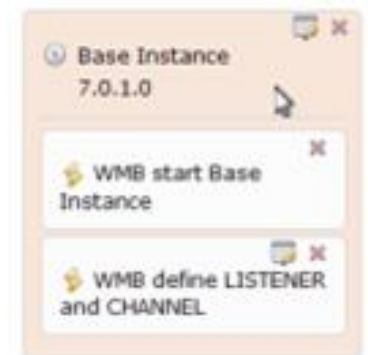 Base Instance
7.0.1.0
WMB start Base
Instance
WMB define LISTENER
and CHANNEL